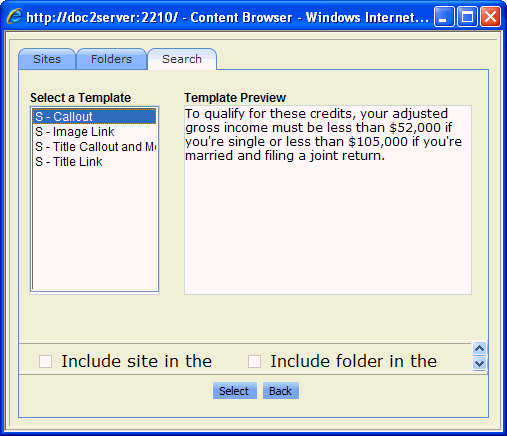 http://doc2server:2210/ - Content Browser - Windows Internet...
Sites
Folders
Search
Select a Template
S - Callout
S - Image Link
S - Title Callout and Mo
S - Title Link
Template Preview
To qualify for these credits, your adjusted
gross income must be less than $52,000 if
you're single or less than $105,000 if you're
married and filing a joint return.
Include site in the
Include folder in the
Select
Back